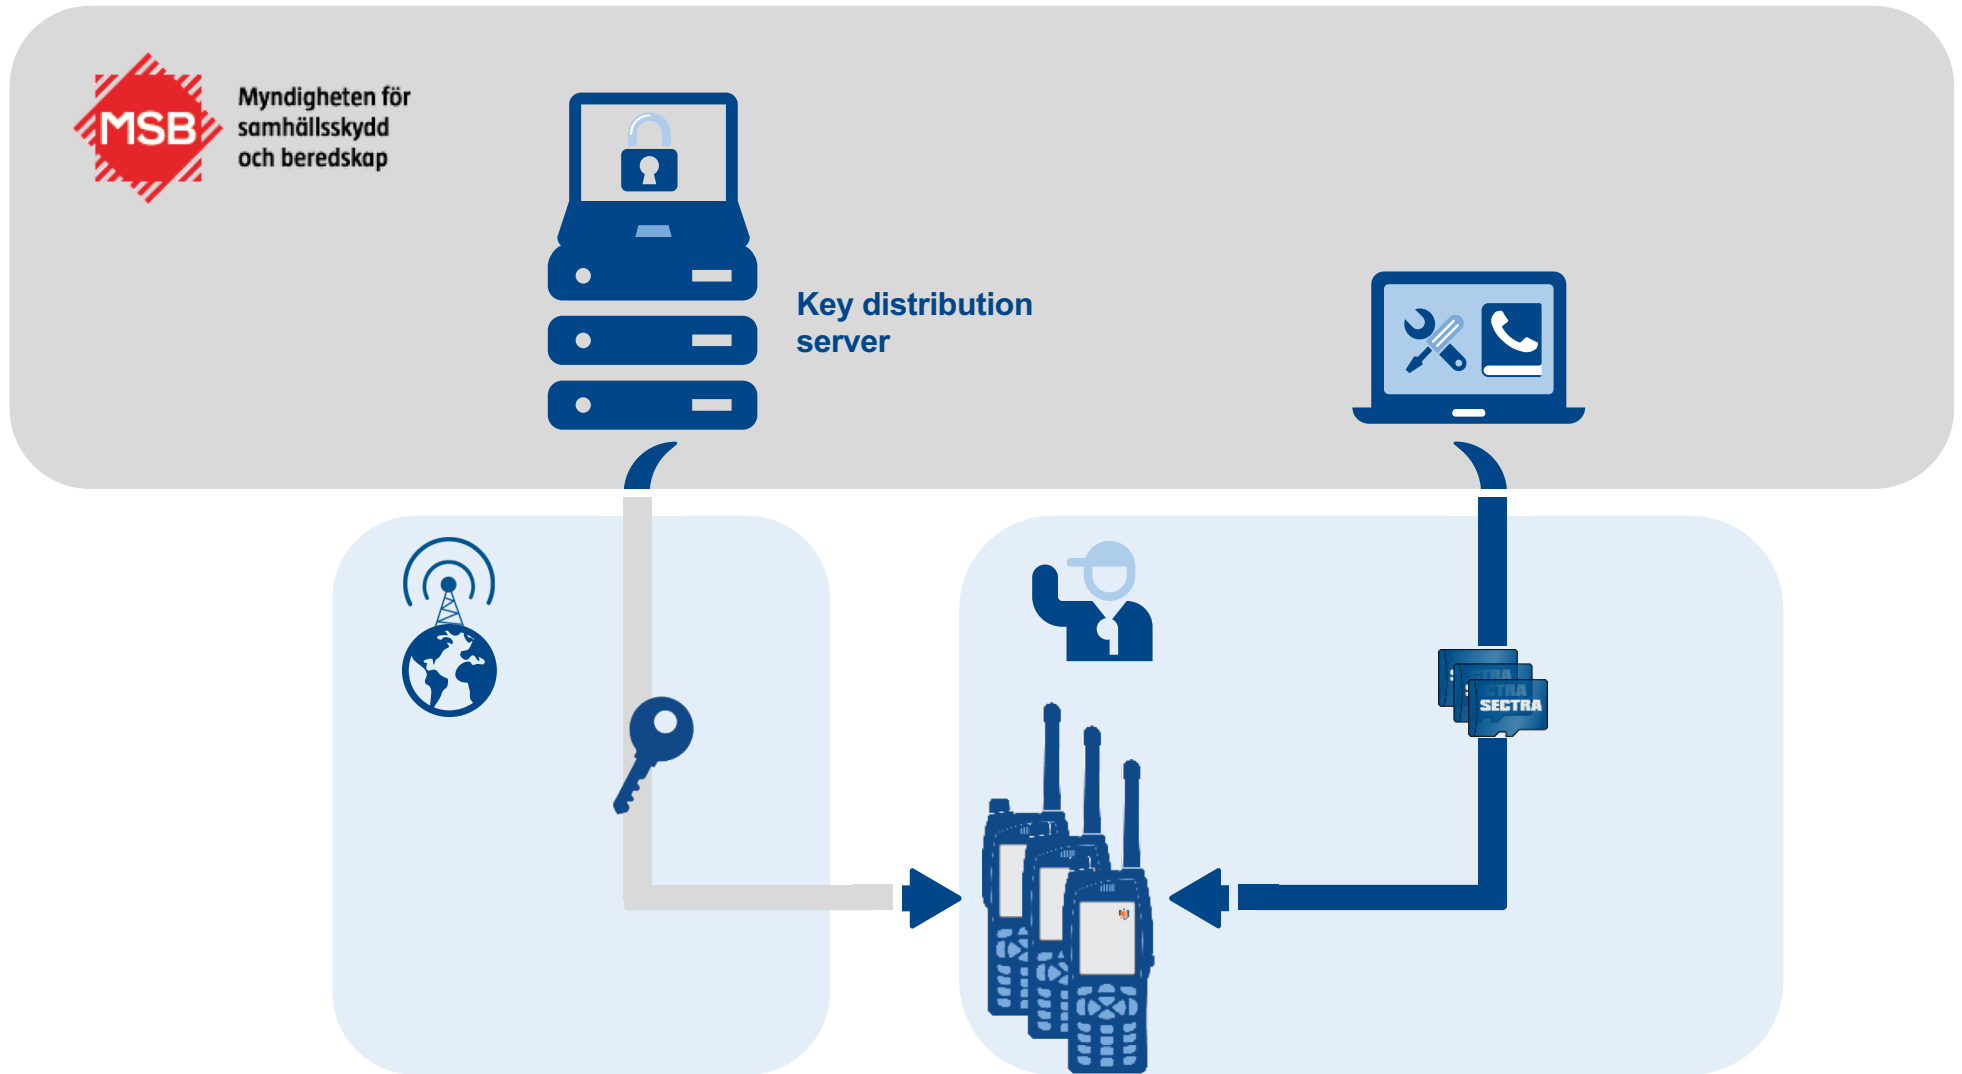 MSB
Myndigheten för
samhällsskydd
och beredskap
Key distribution
server
SECTRA